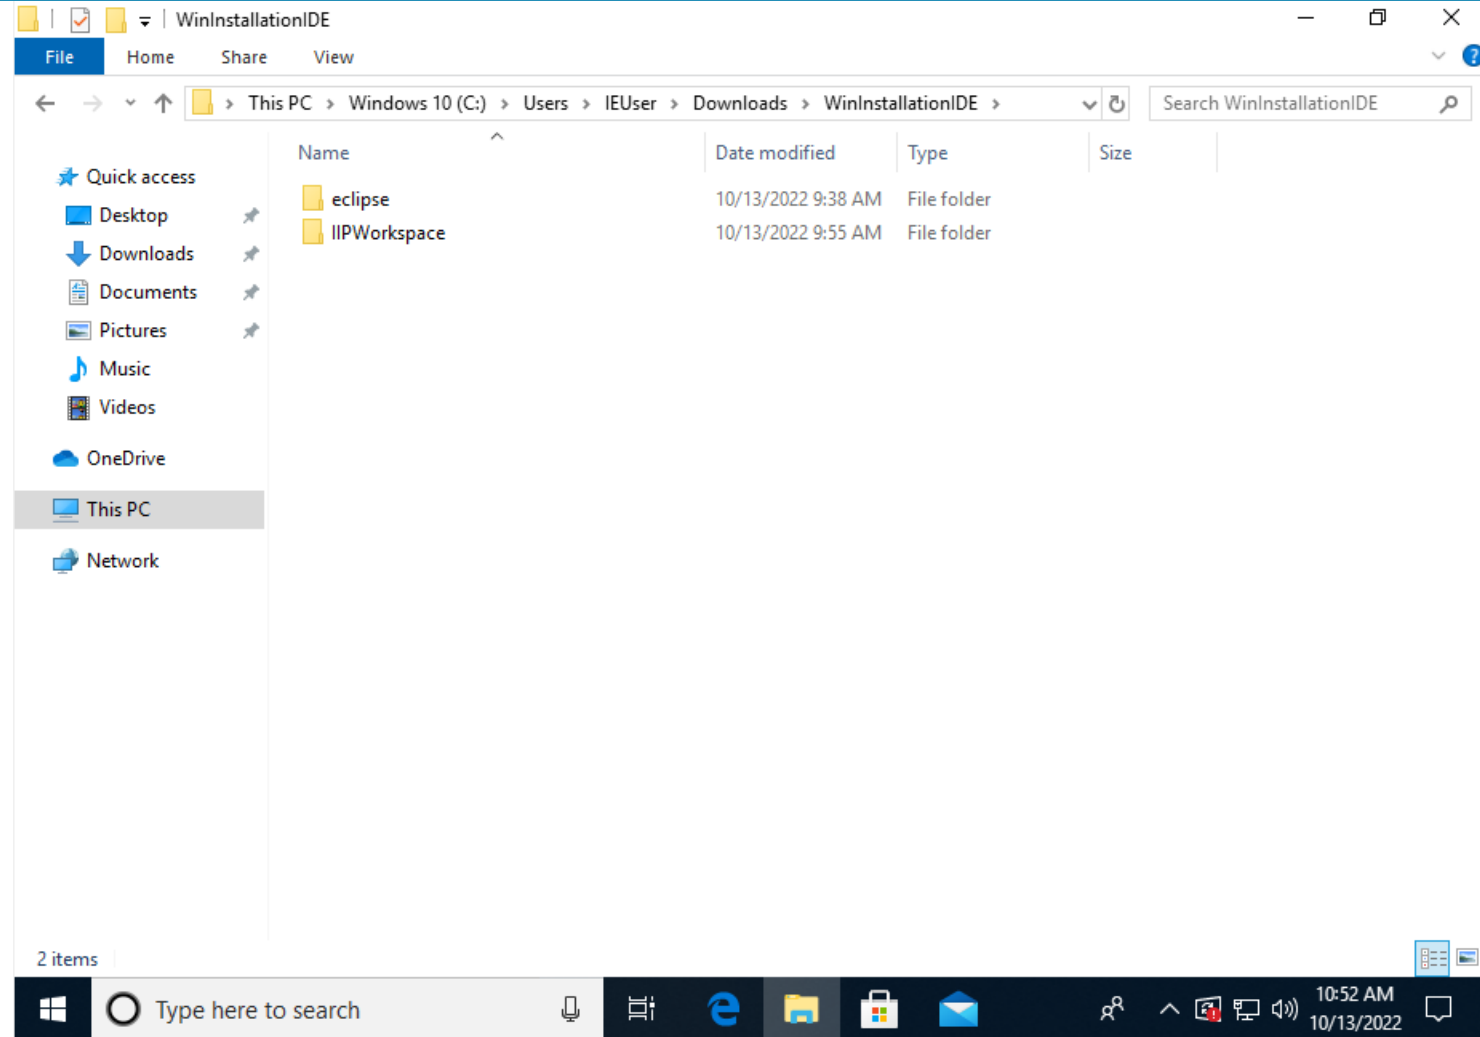 WinInstallationIDE
File Home Share View
This PC > Windows 10 (C:) > Users > IEUser > Downloads > WinInstallationIDE >
Search WinInstallationIDE
Name Date modified Type Size
Quick access
eclipse 10/13/2022 9:38 AM File folder
Desktop
IIPWorkspace 10/13/2022 9:55 AM File folder
Downloads
Documents
Pictures
Music
Videos
OneDrive
This PC
Network
2 items
Type here to search
10:52 AM
10/13/2022